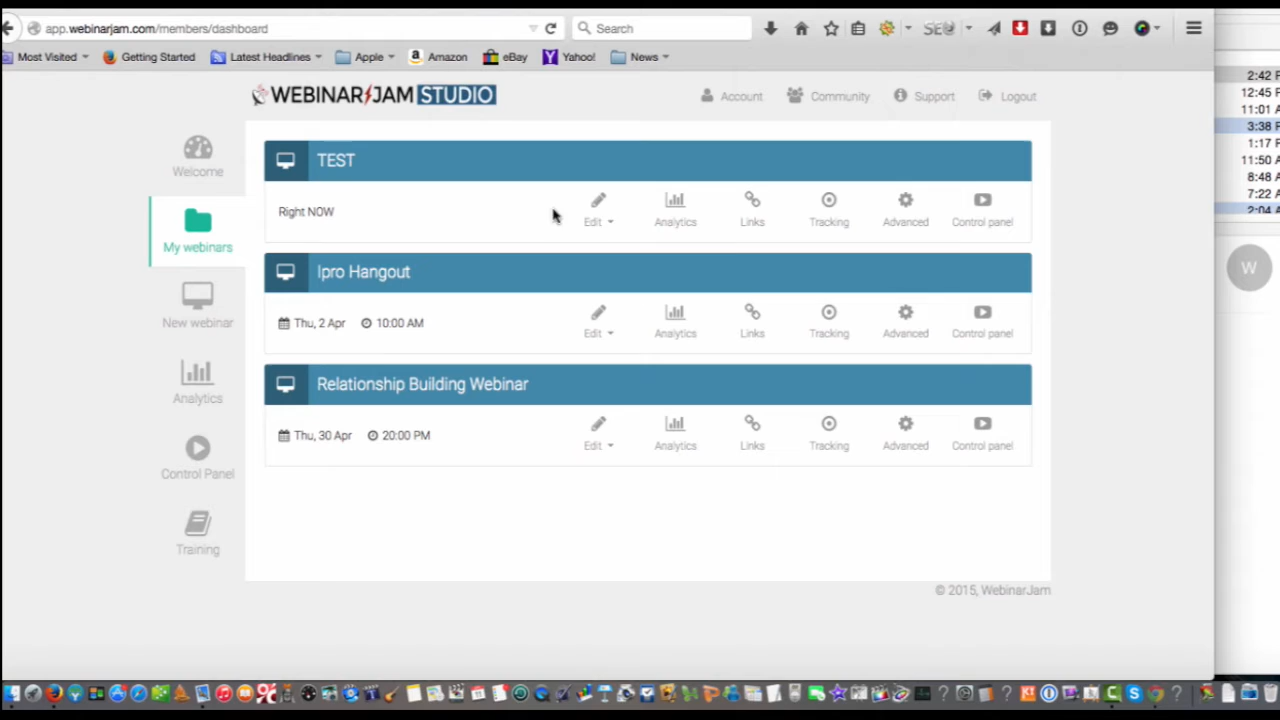 app.webinarjam.com/members/dashboard
Search
Most Visited
Getting Started
Latest Headlines
Apple
Amazon
eBay
Yahoo!
News
WEBINARJAM STUDIO
Account
Community
Support
Logout
Welcome
My webinars
New webinar
Analytics
Control Panel
Training
TEST
Right NOW
Edit
Analytics
Links
Tracking
Advanced
Control panel
Ipro Hangout
Thu, 2 Apr
10:00 AM
Edit
Analytics
Links
Tracking
Advanced
Control panel
Relationship Building Webinar
Thu, 30 Apr
20:00 PM
Edit
Analytics
Links
Tracking
Advanced
Control panel
© 2015, WebinarJam
2:42 P
12:45 P
11:01 A
3:38 P
1:17 P
11:50 A
8:48 A
7:22 A
2:04 A
W